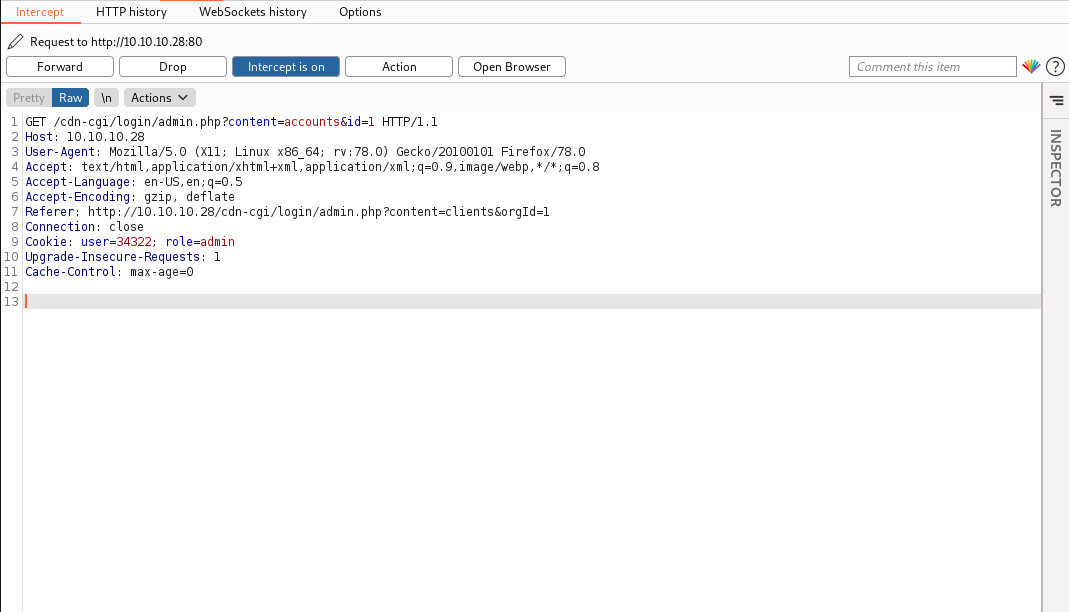 Intercept HTTP history WebSockets history Options
Request to http://10.10.10.28:80
Forward Drop Intercept is on Action Open Browser Comment this item ?
Pretty Raw \n Actions
1 GET /cdn-cgi/login/admin.php?content=accounts&id=1 HTTP/1.1
2 Host: 10.10.10.28
3 User-Agent: Mozilla/5.0 (X11; Linux x86_64; rv:78.0) Gecko/20100101 Firefox/78.0
4 Accept: text/html,application/xhtml+xml,application/xml;q=0.9,image/webp,*/*;q=0.8
5 Accept-Language: en-US,en;q=0.5
6 Accept-Encoding: gzip, deflate
7 Referer: http://10.10.10.28/cdn-cgi/login/admin.php?content=clients&orgId=1
8 Connection: close
9 Cookie: user=34322; role=admin
10 Upgrade-Insecure-Requests: 1
11 Cache-Control: max-age=0
12
13
INSPECTOR